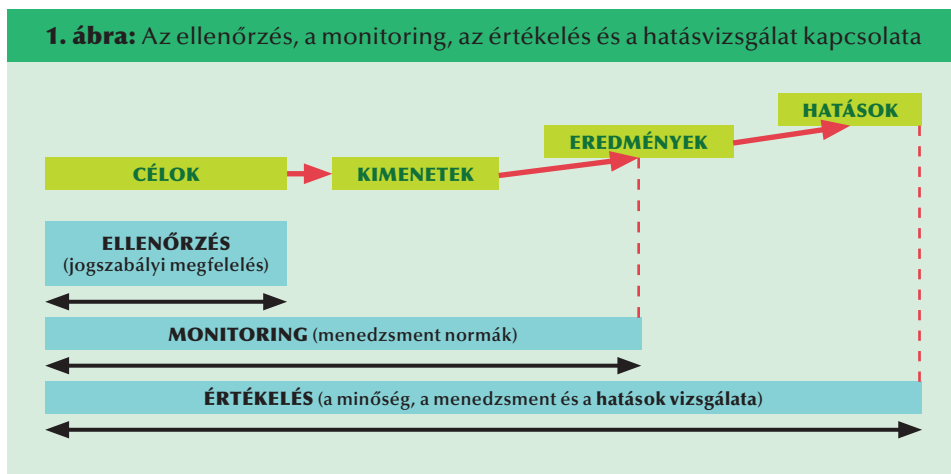 1. ábra: Az ellenőrzés, a monitoring, az értékelés és a hatásvizsgálat kapcsolata
HATÁSOK
EREDMÉNYEK
CÉLOK
KIMENETEK
ELLENŐRZÉS
(jogszabályi megfelelés)
MONITORING (menedzsment normák)
ÉRTÉKELÉS (a minőség, a menedzsment és a hatások vizsgálata)